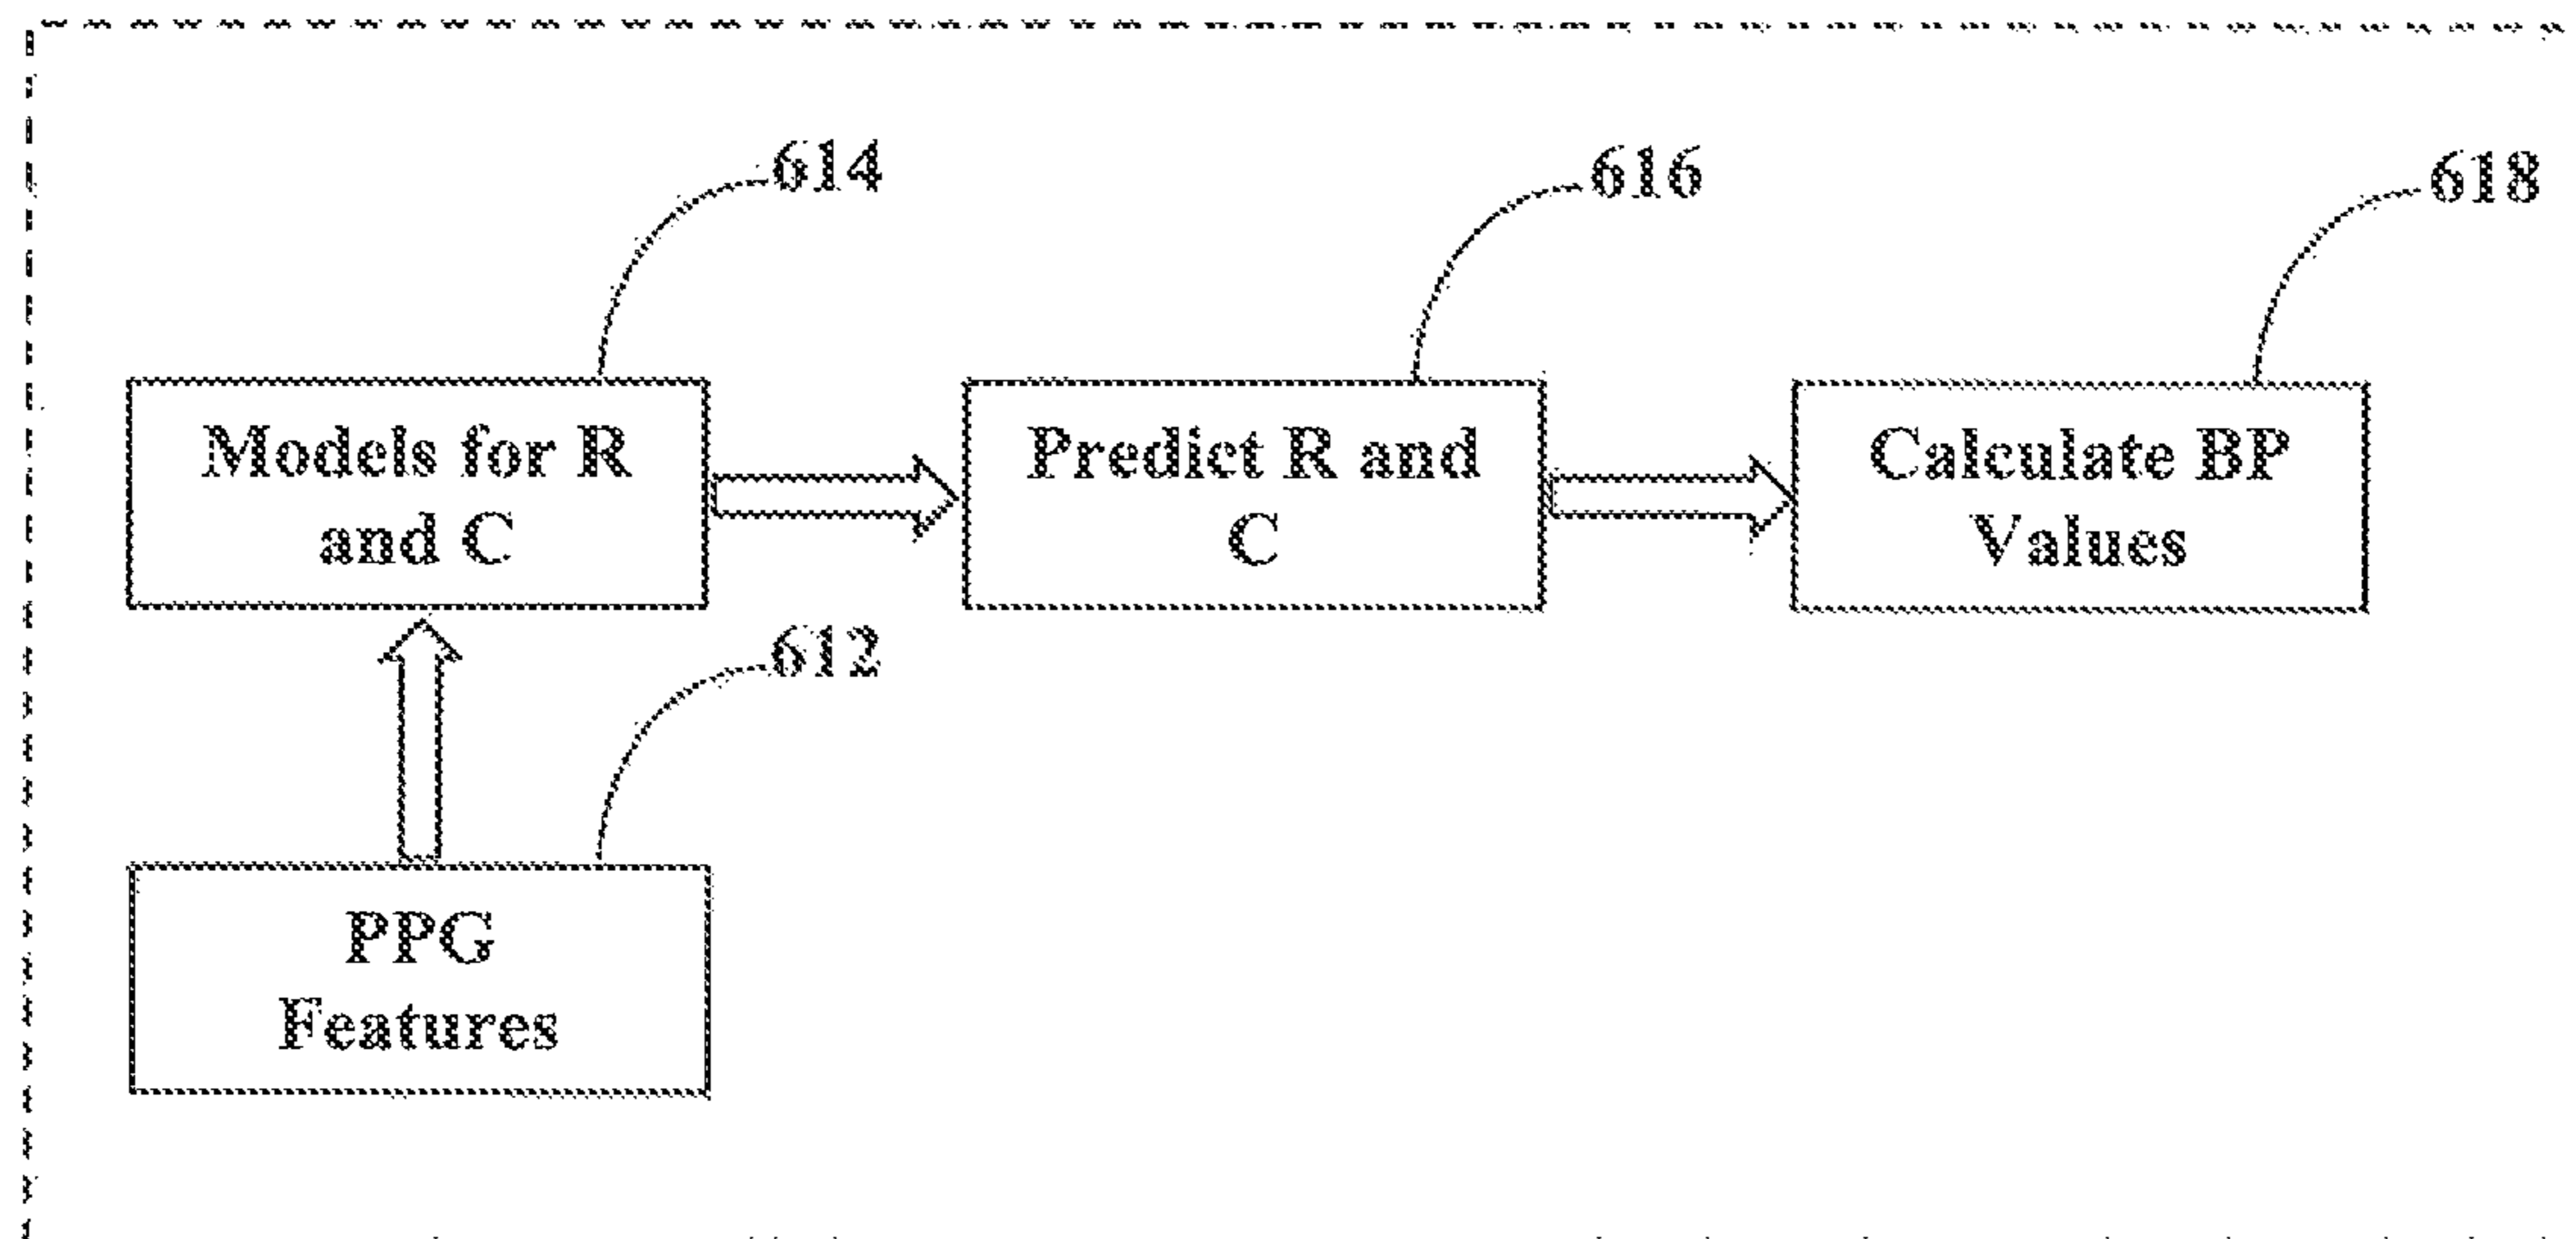 614
616
618
Models for R
and C
Predict R and
C
Calculate BP
Values
612
PPG
Features